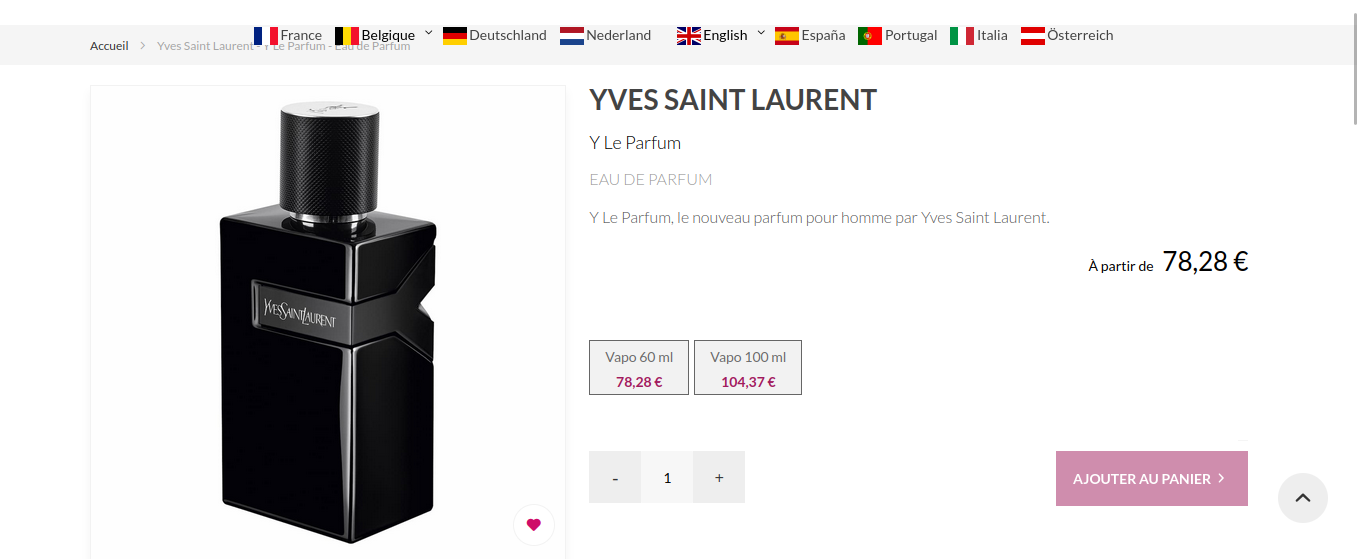 France Belgique Deutschland Nederland English España Portugal Italia Österreich
Accueil > Yves Saint Laurent - Y Le Parfum - Eau de Parfum
YVES SAINT LAURENT
Y Le Parfum
EAU DE PARFUM
Y Le Parfum, le nouveau parfum pour homme par Yves Saint Laurent.
À partir de 78,28 €
YVESSAINTLAURENT
Vapo 60 ml Vapo 100 ml
78,28 € 104,37 €
- 1 +
AJOUTER AU PANIER >